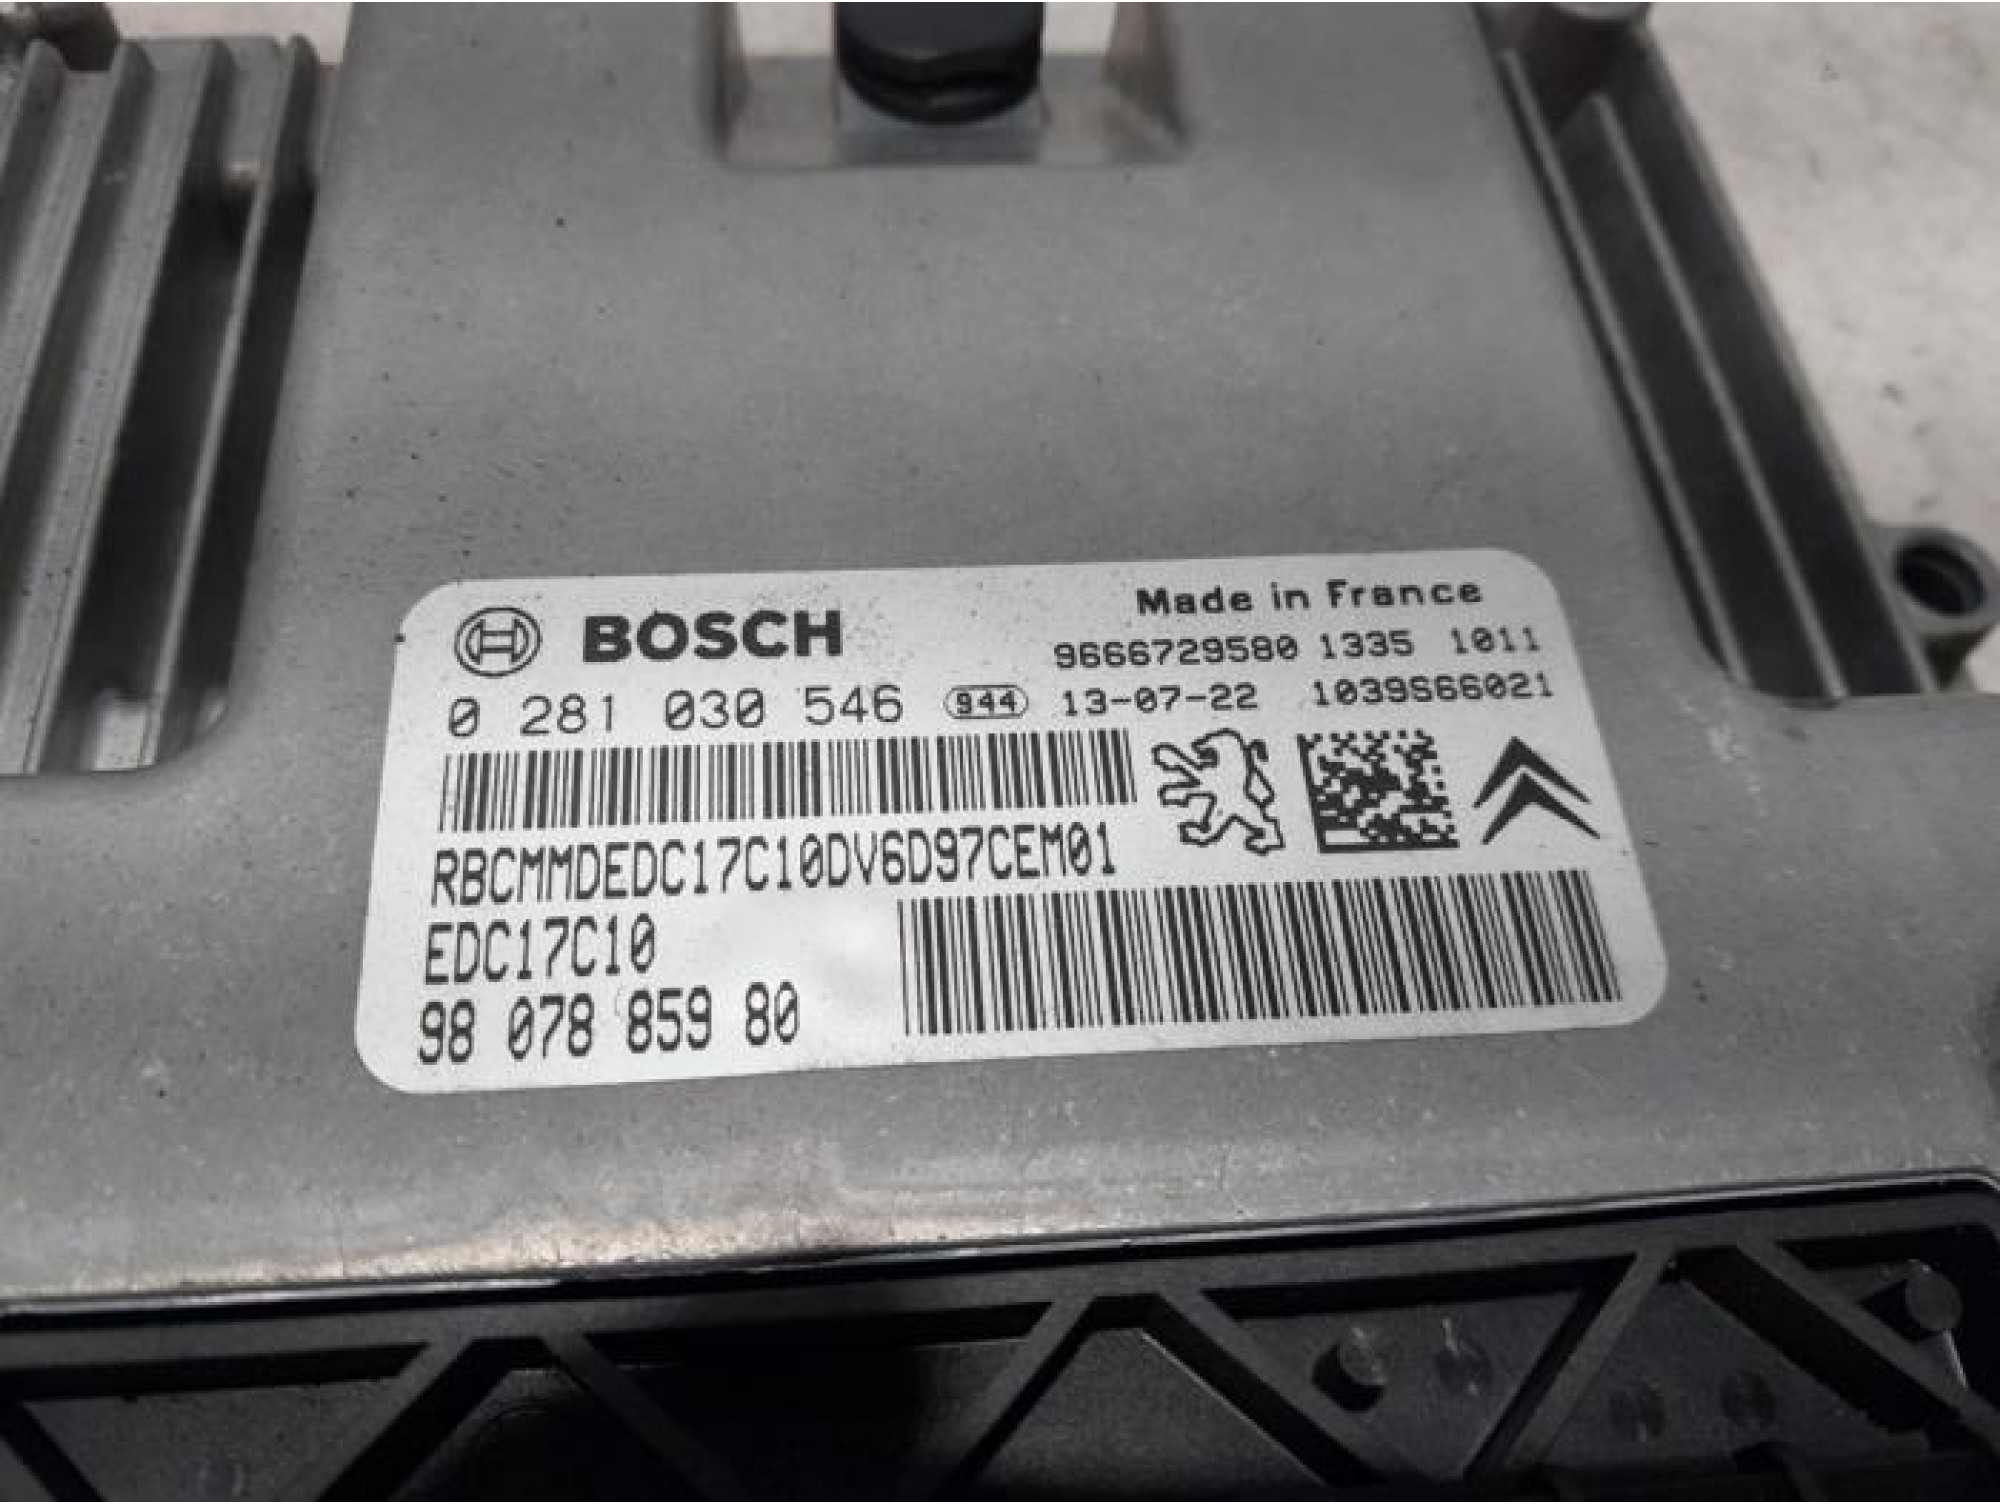 BOSCH
Made in France
9666729580 1335 1011
0 281 030 546 944 13-07-22 1039S66021
RBCMMDEDC17C10DV6D97CEM01
EDC17C10
98 078 859 80